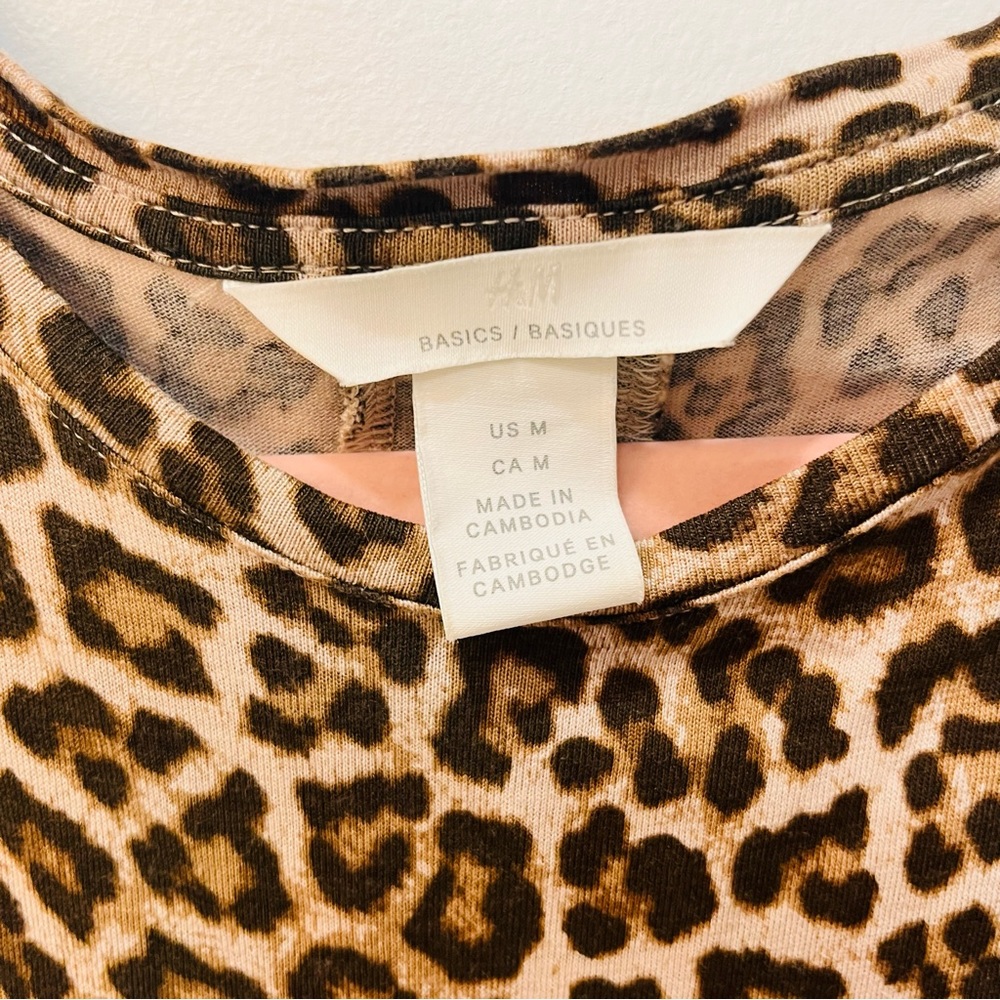 H&M
BASICS / BASIQUES
US M
CA M
MADE IN
CAMBODIA
FABRIQUÉ EN
CAMBODGE